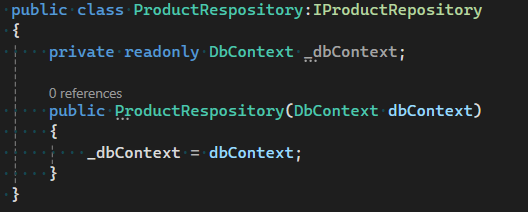 public class ProductRespository:IProductRepository
{
private readonly DbContext _dbContext;
0 references
public ProductRespository(DbContext dbContext)
{
_dbContext = dbContext;
}
}